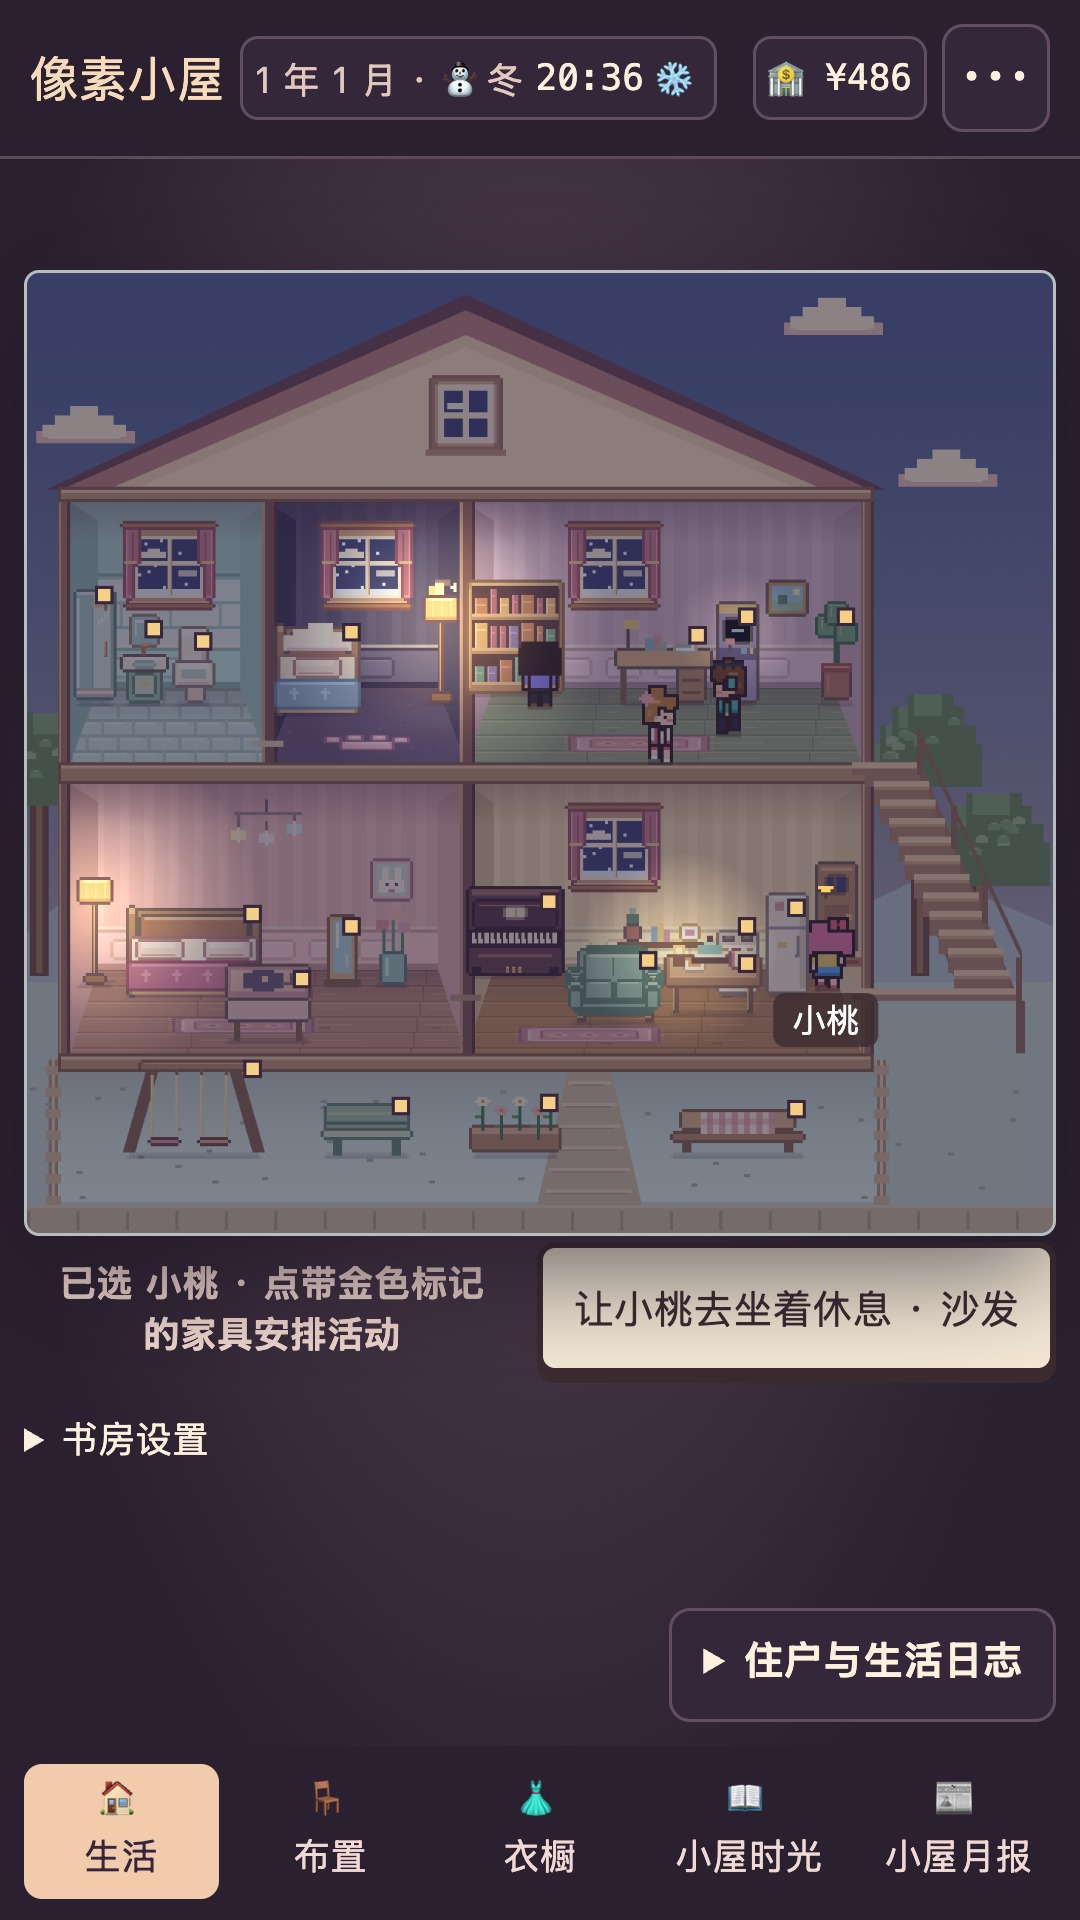 像素小屋
1 年 1 月 · ⛄ 冬 20:36 ❄
🏦 ¥486
•••
小桃
已选 小桃 · 点带金色标记
的家具安排活动
让小桃去坐着休息 · 沙发
▶ 书房设置
▶ 住户与生活日志
生活
布置
衣橱
小屋时光
小屋月报